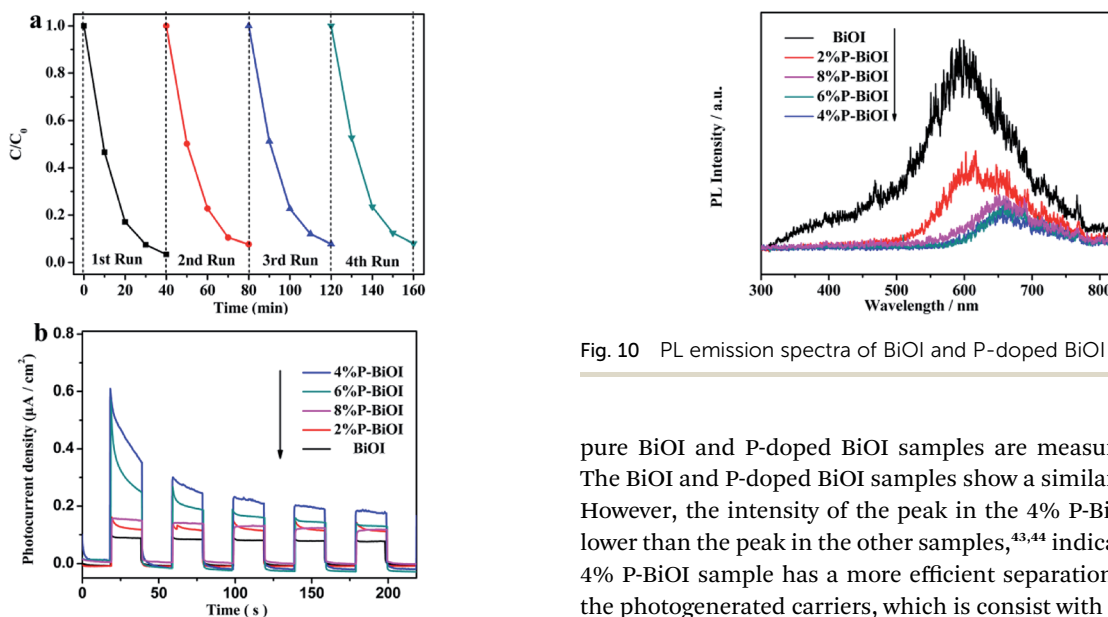 a
1.0
0.8
0.6
0.4
0.2
0.0
C/C0
1st Run
2nd Run
3rd Run
4th Run
0 20 40 60 80 100 120 140 160
Time (min)
b
0.8
0.6
0.4
0.2
0.0
Photocurrent density (μA / cm²)
4%P-BiOI
6%P-BiOI
8%P-BiOI
2%P-BiOI
BiOI
0 50 100 150 200
Time ( s )
BiOI
2%P-BiOI
8%P-BiOI
6%P-BiOI
4%P-BiOI
PL Intensity / a.u.
300 400 500 600 700 800
Wavelength / nm
Fig. 10 PL emission spectra of BiOI and P-doped BiOI
pure BiOI and P-doped BiOI samples are measu
The BiOI and P-doped BiOI samples show a similar
However, the intensity of the peak in the 4% P-Bi
lower than the peak in the other samples,43,44 indica
4% P-BiOI sample has a more efficient separation
the photogenerated carriers, which is consist with